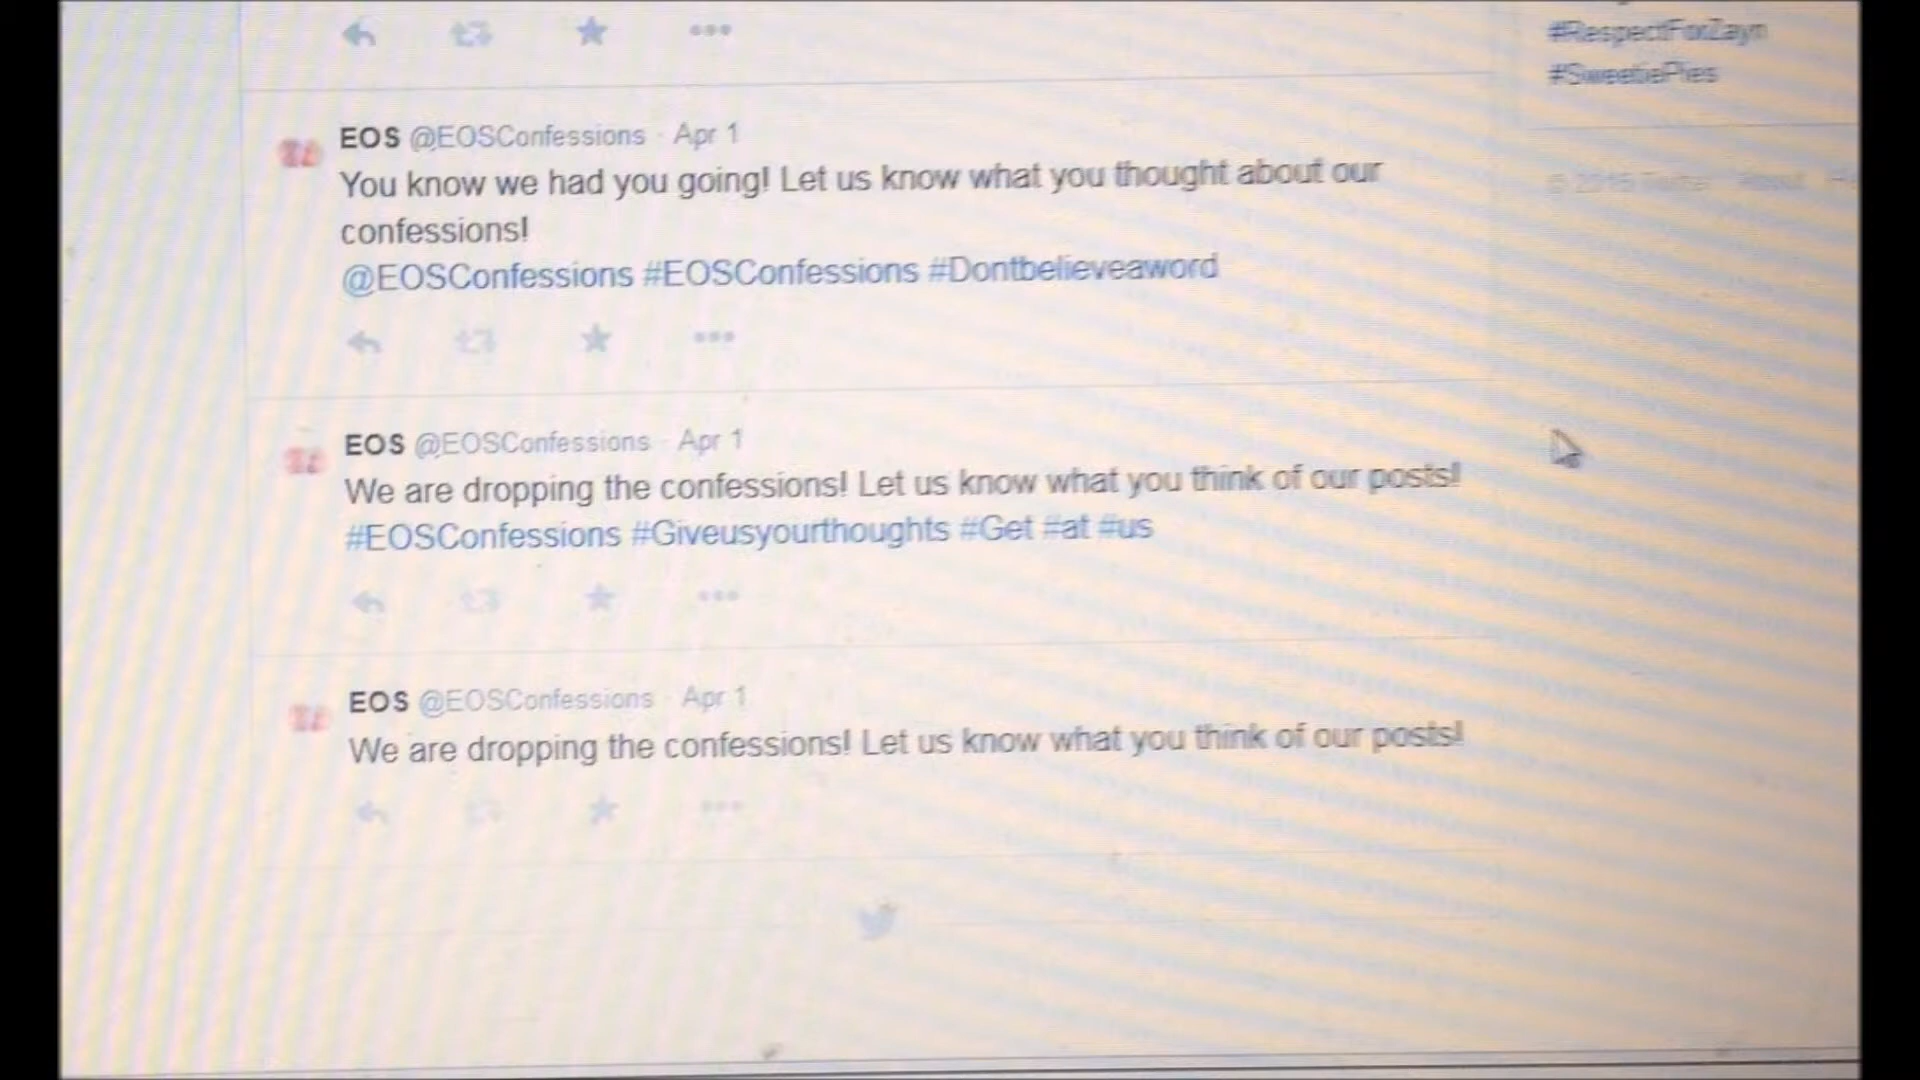 #RespectForZayn
#SweetiePies
EOS @EOSConfessions · Apr 1
You know we had you going! Let us know what you thought about our
confessions!
@EOSConfessions #EOSConfessions #Dontbelieveaword
EOS @EOSConfessions · Apr 1
We are dropping the confessions! Let us know what you think of our posts!
#EOSConfessions #Giveusyourthoughts #Get #at #us
EOS @EOSConfessions · Apr 1
We are dropping the confessions! Let us know what you think of our posts!
© 2015 Twitter About